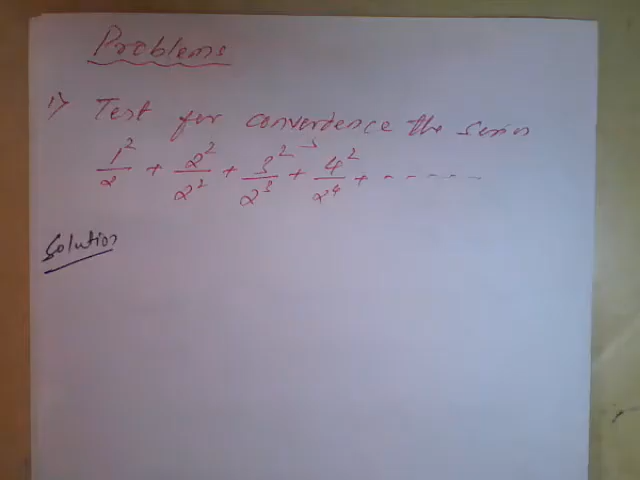 Problems
1) Test for convergence the series
1²/2 + 2²/2² + 3²/2³ + 4²/2⁴ + ------
Solution